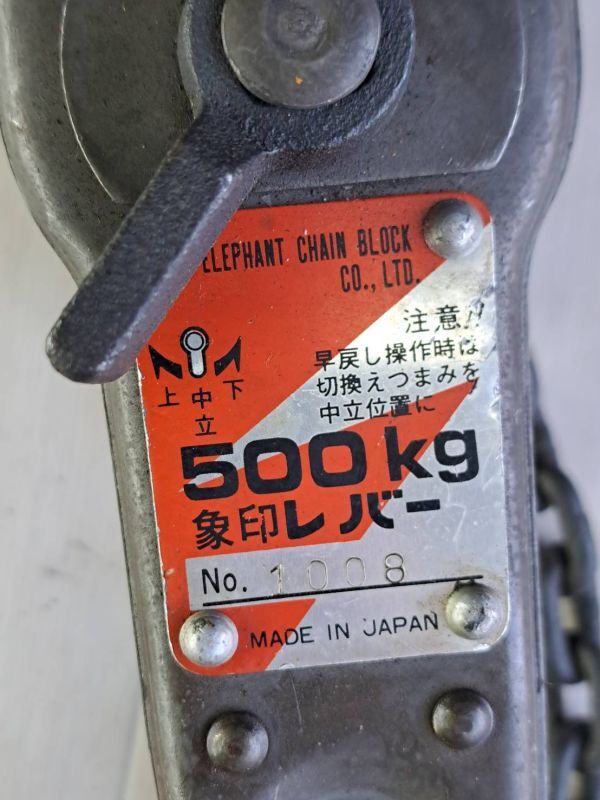 ELEPHANT CHAIN BLOCK
CO., LTD.
注意!!
早戻し操作時は
切換えつまみを
中立位置に
上 中立 下
500kg
象印レバー
No. 1008
MADE IN JAPAN